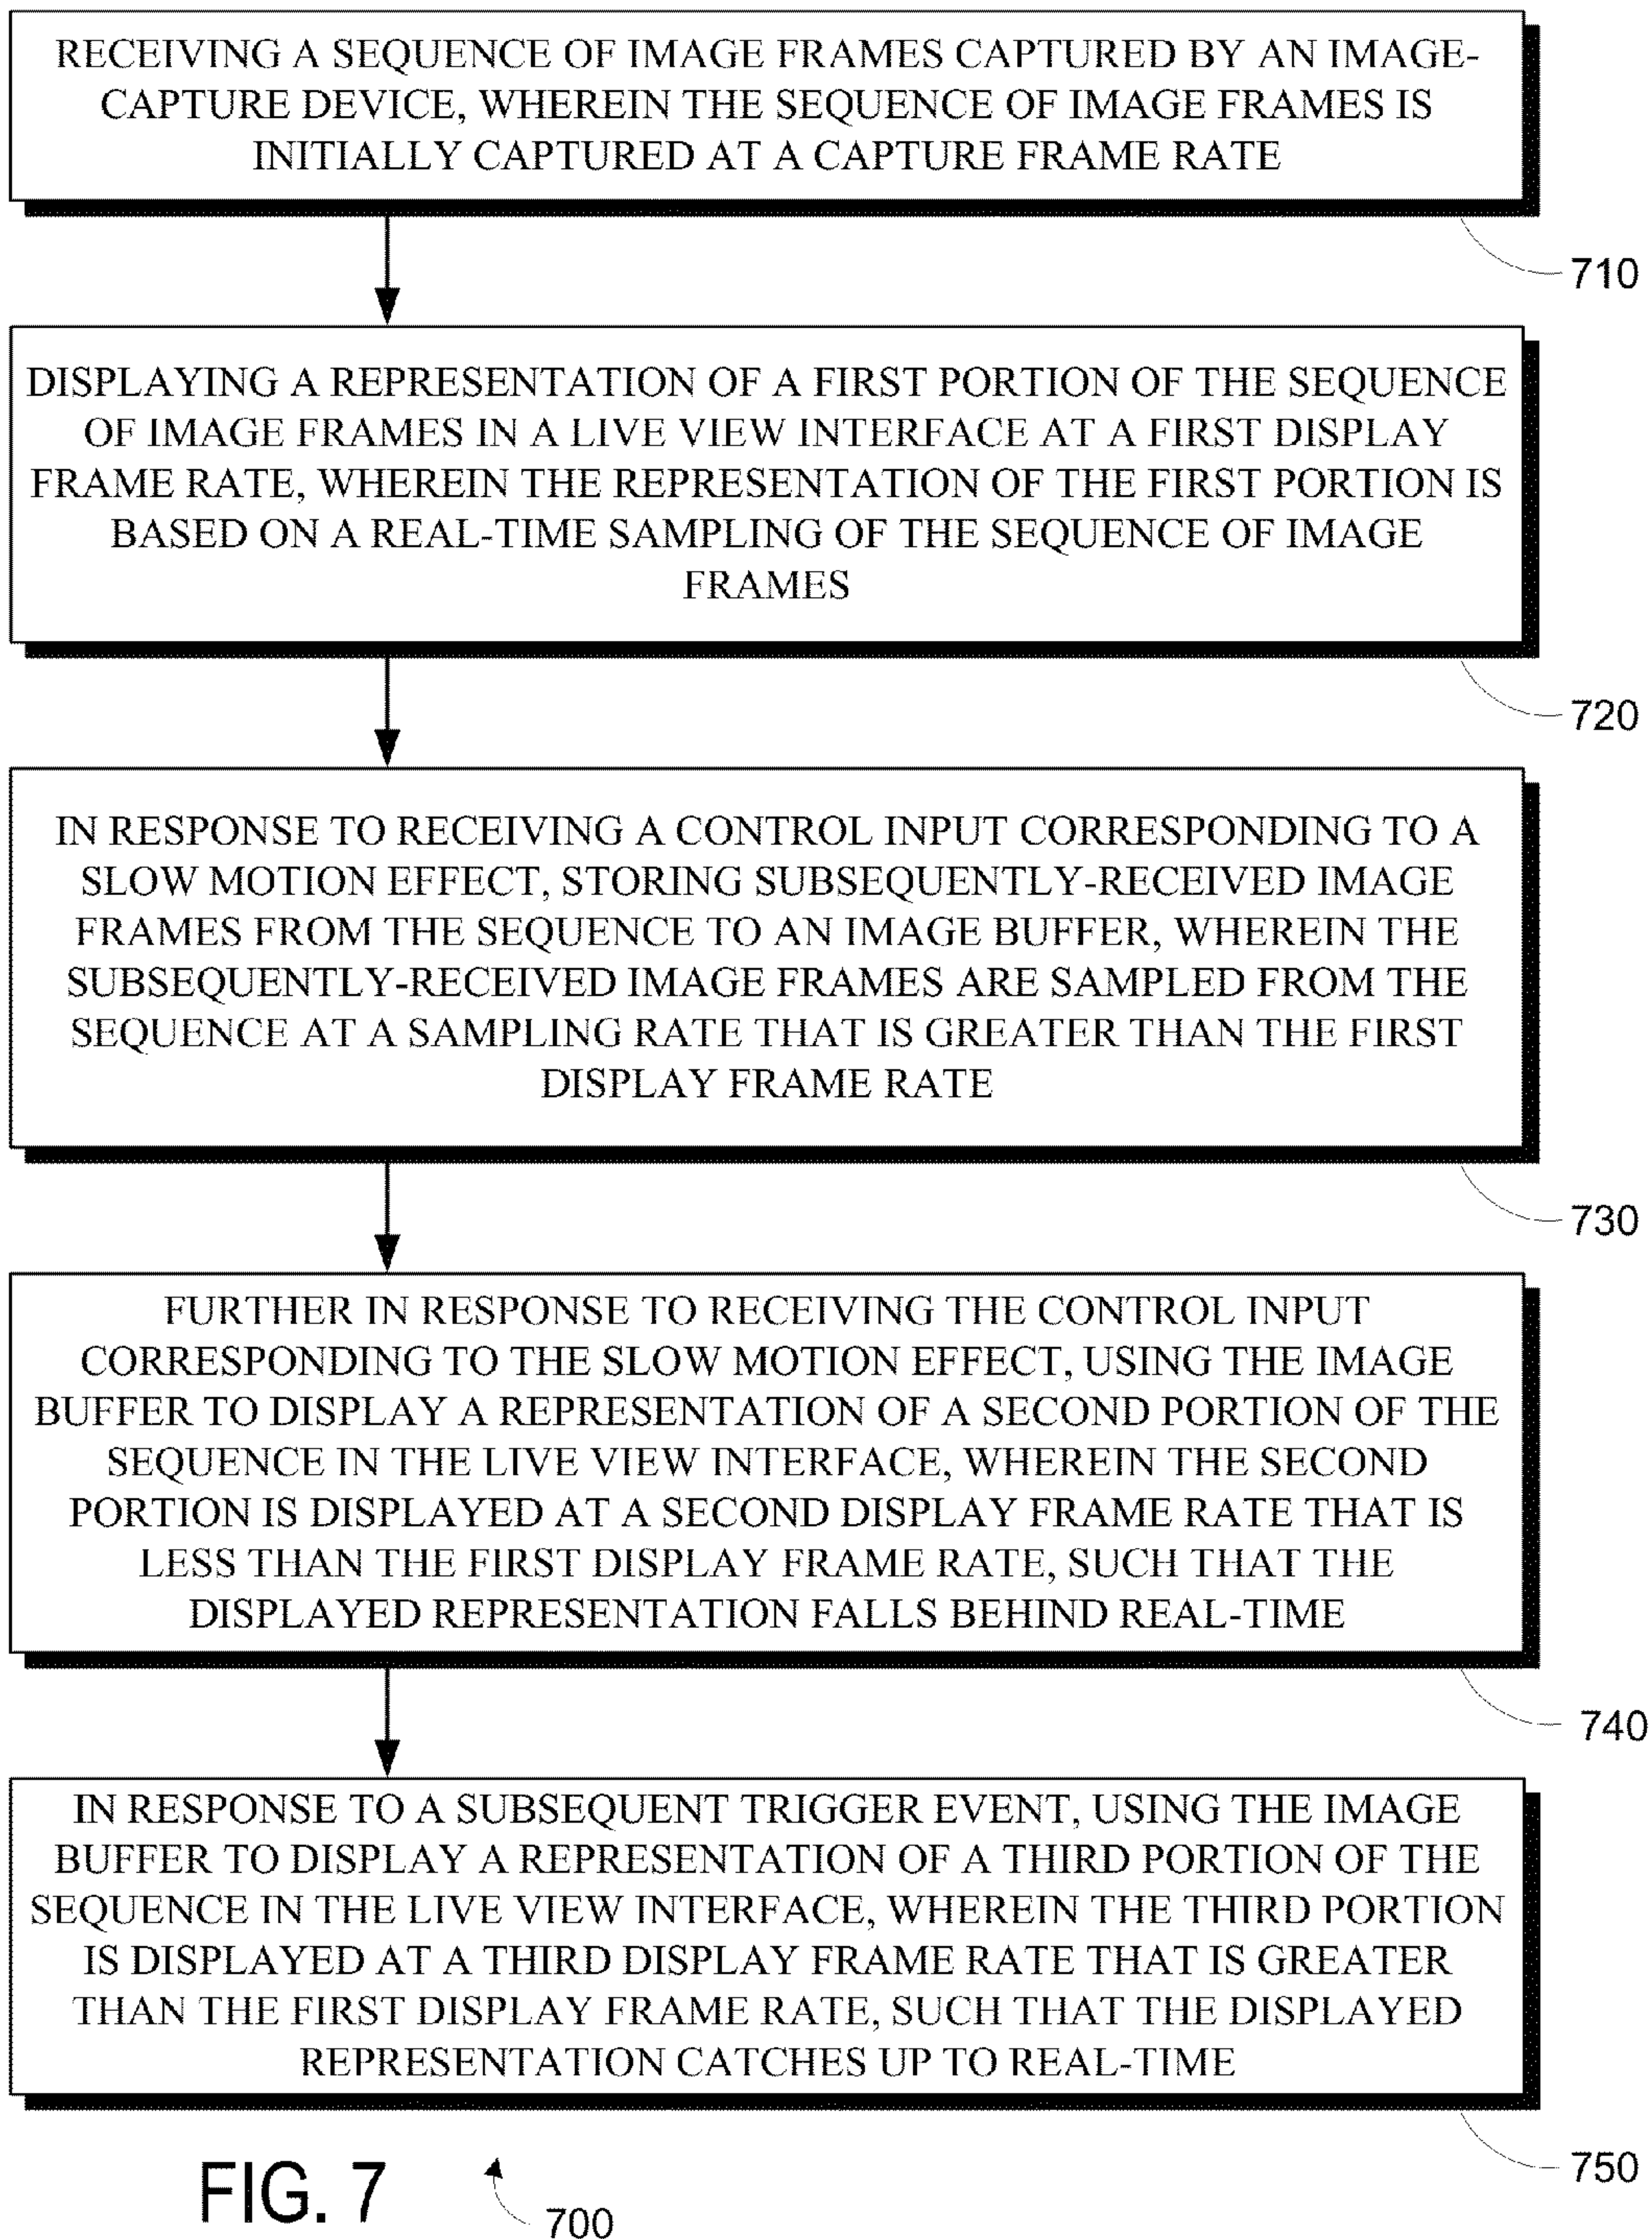 RECEIVING A SEQUENCE OF IMAGE FRAMES CAPTURED BY AN IMAGE-
CAPTURE DEVICE, WHEREIN THE SEQUENCE OF IMAGE FRAMES IS
INITIALLY CAPTURED AT A CAPTURE FRAME RATE
710
DISPLAYING A REPRESENTATION OF A FIRST PORTION OF THE SEQUENCE
OF IMAGE FRAMES IN A LIVE VIEW INTERFACE AT A FIRST DISPLAY
FRAME RATE, WHEREIN THE REPRESENTATION OF THE FIRST PORTION IS
BASED ON A REAL-TIME SAMPLING OF THE SEQUENCE OF IMAGE
FRAMES
720
IN RESPONSE TO RECEIVING A CONTROL INPUT CORRESPONDING TO A
SLOW MOTION EFFECT, STORING SUBSEQUENTLY-RECEIVED IMAGE
FRAMES FROM THE SEQUENCE TO AN IMAGE BUFFER, WHEREIN THE
SUBSEQUENTLY-RECEIVED IMAGE FRAMES ARE SAMPLED FROM THE
SEQUENCE AT A SAMPLING RATE THAT IS GREATER THAN THE FIRST
DISPLAY FRAME RATE
730
FURTHER IN RESPONSE TO RECEIVING THE CONTROL INPUT
CORRESPONDING TO THE SLOW MOTION EFFECT, USING THE IMAGE
BUFFER TO DISPLAY A REPRESENTATION OF A SECOND PORTION OF THE
SEQUENCE IN THE LIVE VIEW INTERFACE, WHEREIN THE SECOND
PORTION IS DISPLAYED AT A SECOND DISPLAY FRAME RATE THAT IS
LESS THAN THE FIRST DISPLAY FRAME RATE, SUCH THAT THE
DISPLAYED REPRESENTATION FALLS BEHIND REAL-TIME
740
IN RESPONSE TO A SUBSEQUENT TRIGGER EVENT, USING THE IMAGE
BUFFER TO DISPLAY A REPRESENTATION OF A THIRD PORTION OF THE
SEQUENCE IN THE LIVE VIEW INTERFACE, WHEREIN THE THIRD PORTION
IS DISPLAYED AT A THIRD DISPLAY FRAME RATE THAT IS GREATER
THAN THE FIRST DISPLAY FRAME RATE, SUCH THAT THE DISPLAYED
REPRESENTATION CATCHES UP TO REAL-TIME
750
FIG. 7
700